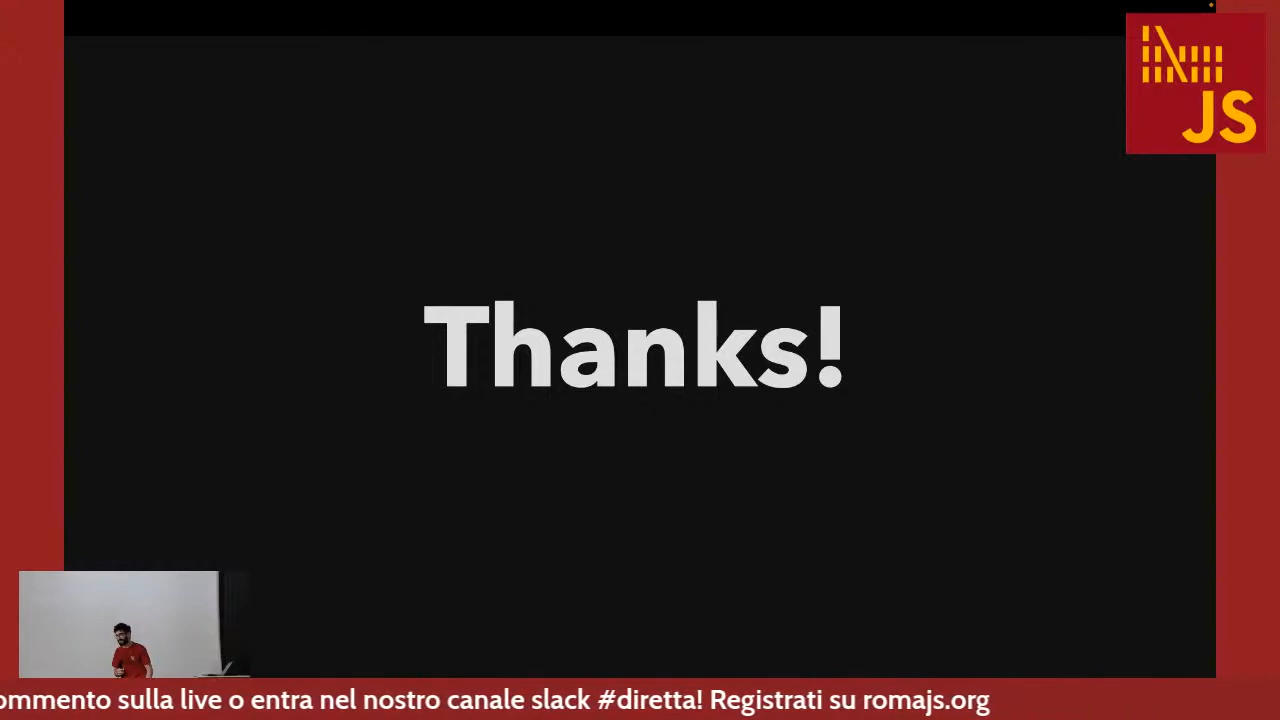 JS
Thanks!
ommento sulla live o entra nel nostro canale slack #diretta! Registrati su romajs.org